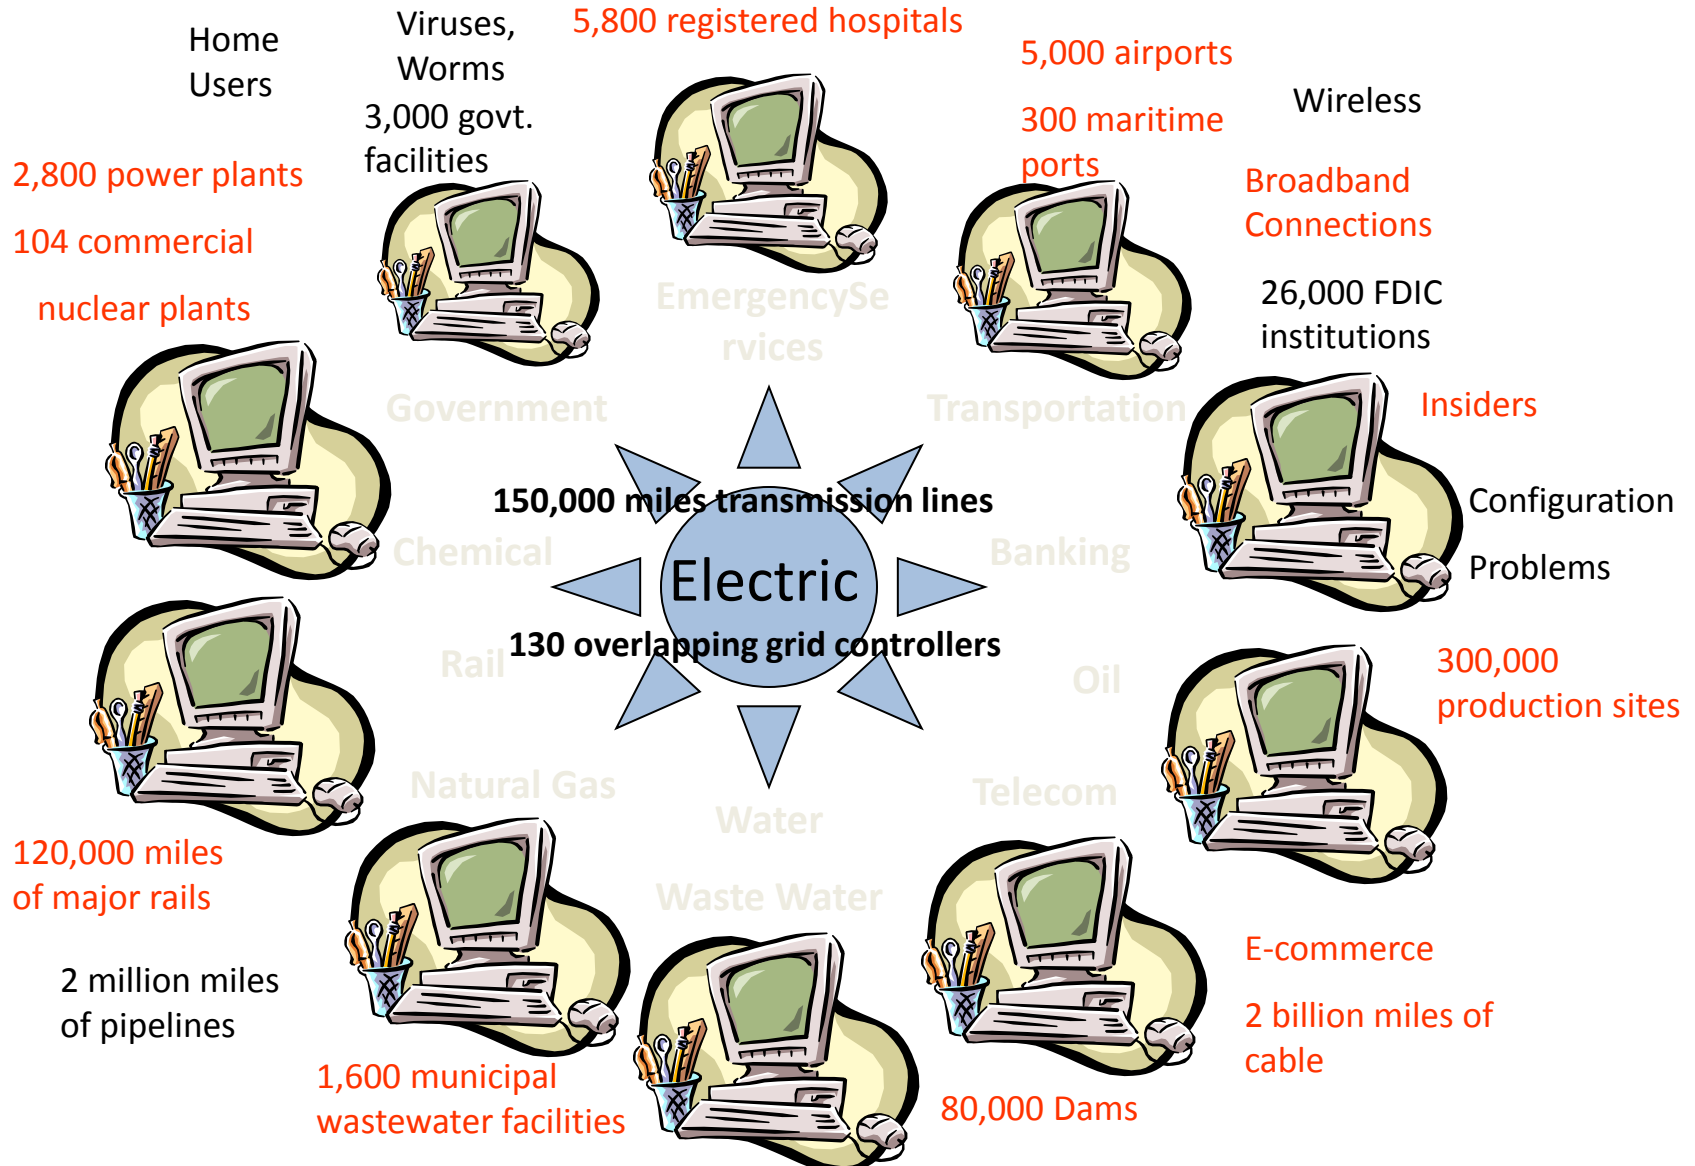 Home
Users
Viruses,
Worms
3,000 govt.
facilities
5,800 registered hospitals
5,000 airports
300 maritime
ports
Wireless
Broadband
Connections
2,800 power plants
104 commercial
nuclear plants
26,000 FDIC
institutions
EmergencySe
rvices
Government
Transportation
Insiders
150,000 miles transmission lines
Configuration
Problems
Chemical
Electric
Banking
130 overlapping grid controllers
Rail
Oil
300,000
production sites
Natural Gas
Telecom
Water
Waste Water
120,000 miles
of major rails
2 million miles
of pipelines
E-commerce
2 billion miles of
cable
1,600 municipal
wastewater facilities
80,000 Dams